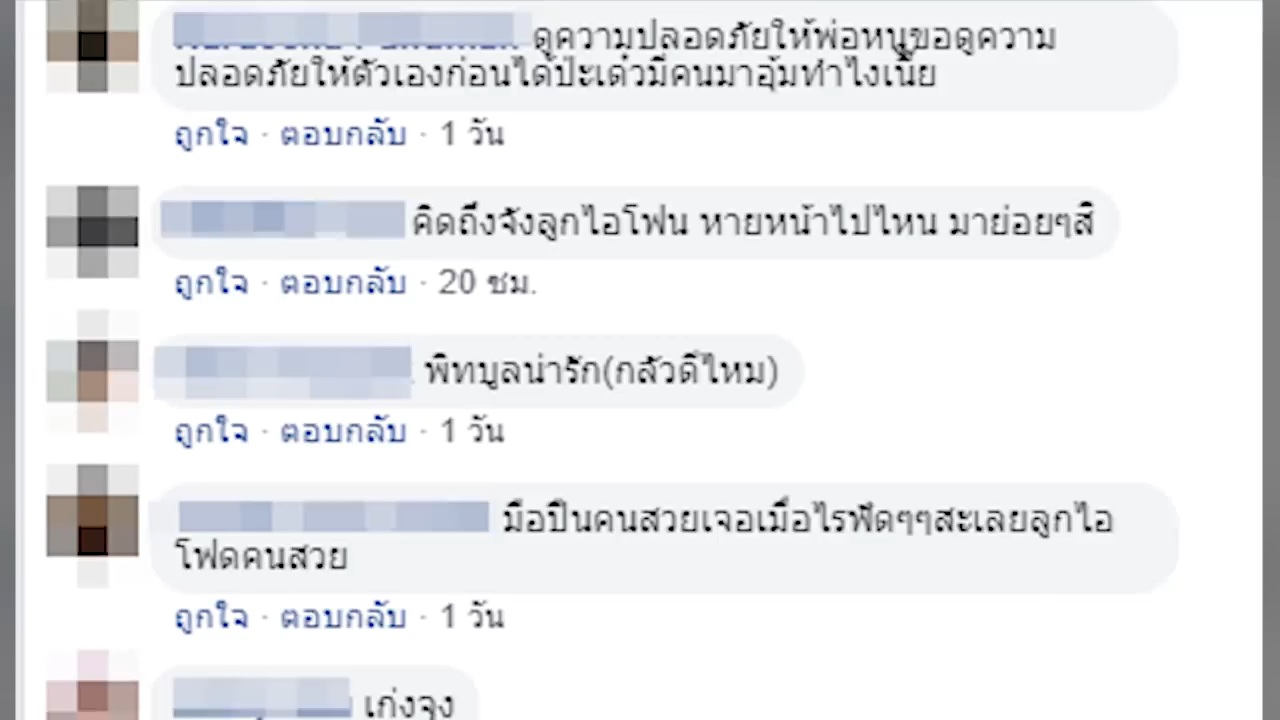 ดูความปลอดภัยให้พ่อหนูขอดูความ
ปลอดภัยให้ตัวเองก่อนได้ป่ะเด๋วมีคนมาอุ้มทำไงเนี้ย
ถูกใจ · ตอบกลับ · 1 วัน
คิดถึงจังลูกไอโฟน หายหน้าไปไหน มาย่อยๆสิ
ถูกใจ · ตอบกลับ · 20 ชม.
พิทบูลน่ารัก(กลัวดีไหม)
ถูกใจ · ตอบกลับ · 1 วัน
มือปืนคนสวยเจอเมื่อไรฟัดๆๆสะเลยลูกไอ
โฟดคนสวย
ถูกใจ · ตอบกลับ · 1 วัน
เก่งจุง